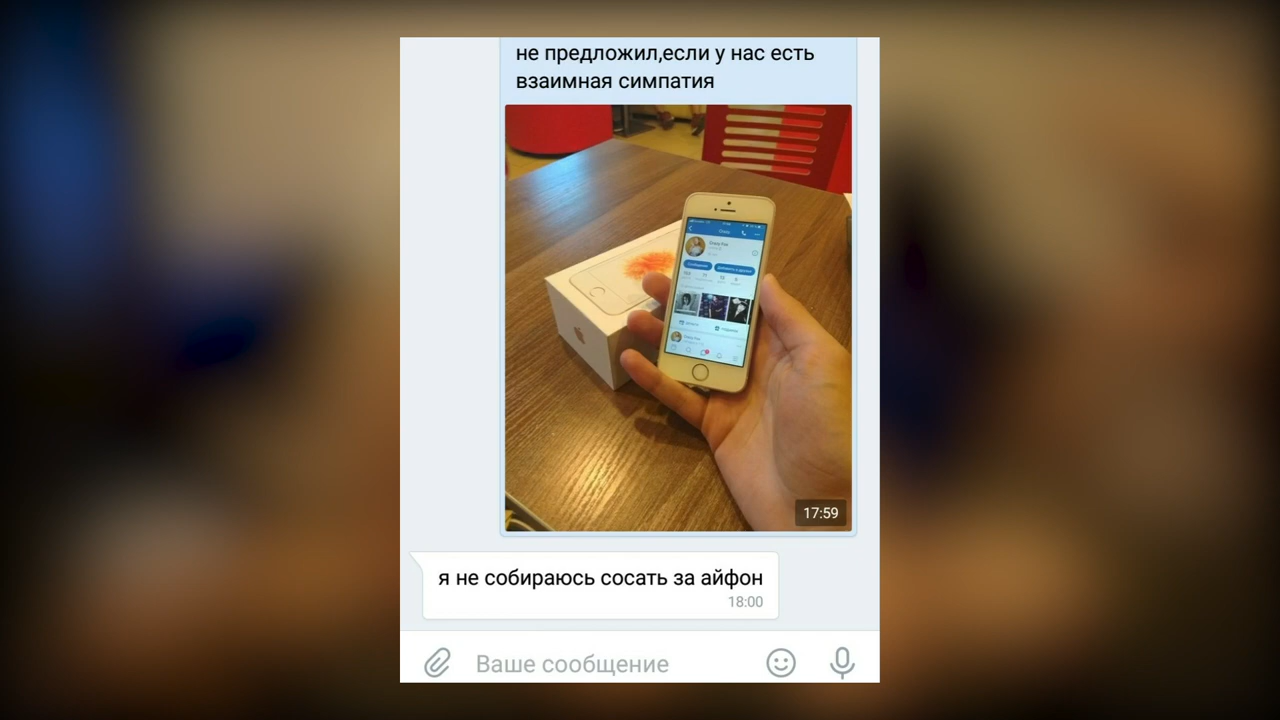 не предложил,если у нас есть
взаимная симпатия
17:59
я не собираюсь сосать за айфон
18:00
Ваше сообщение